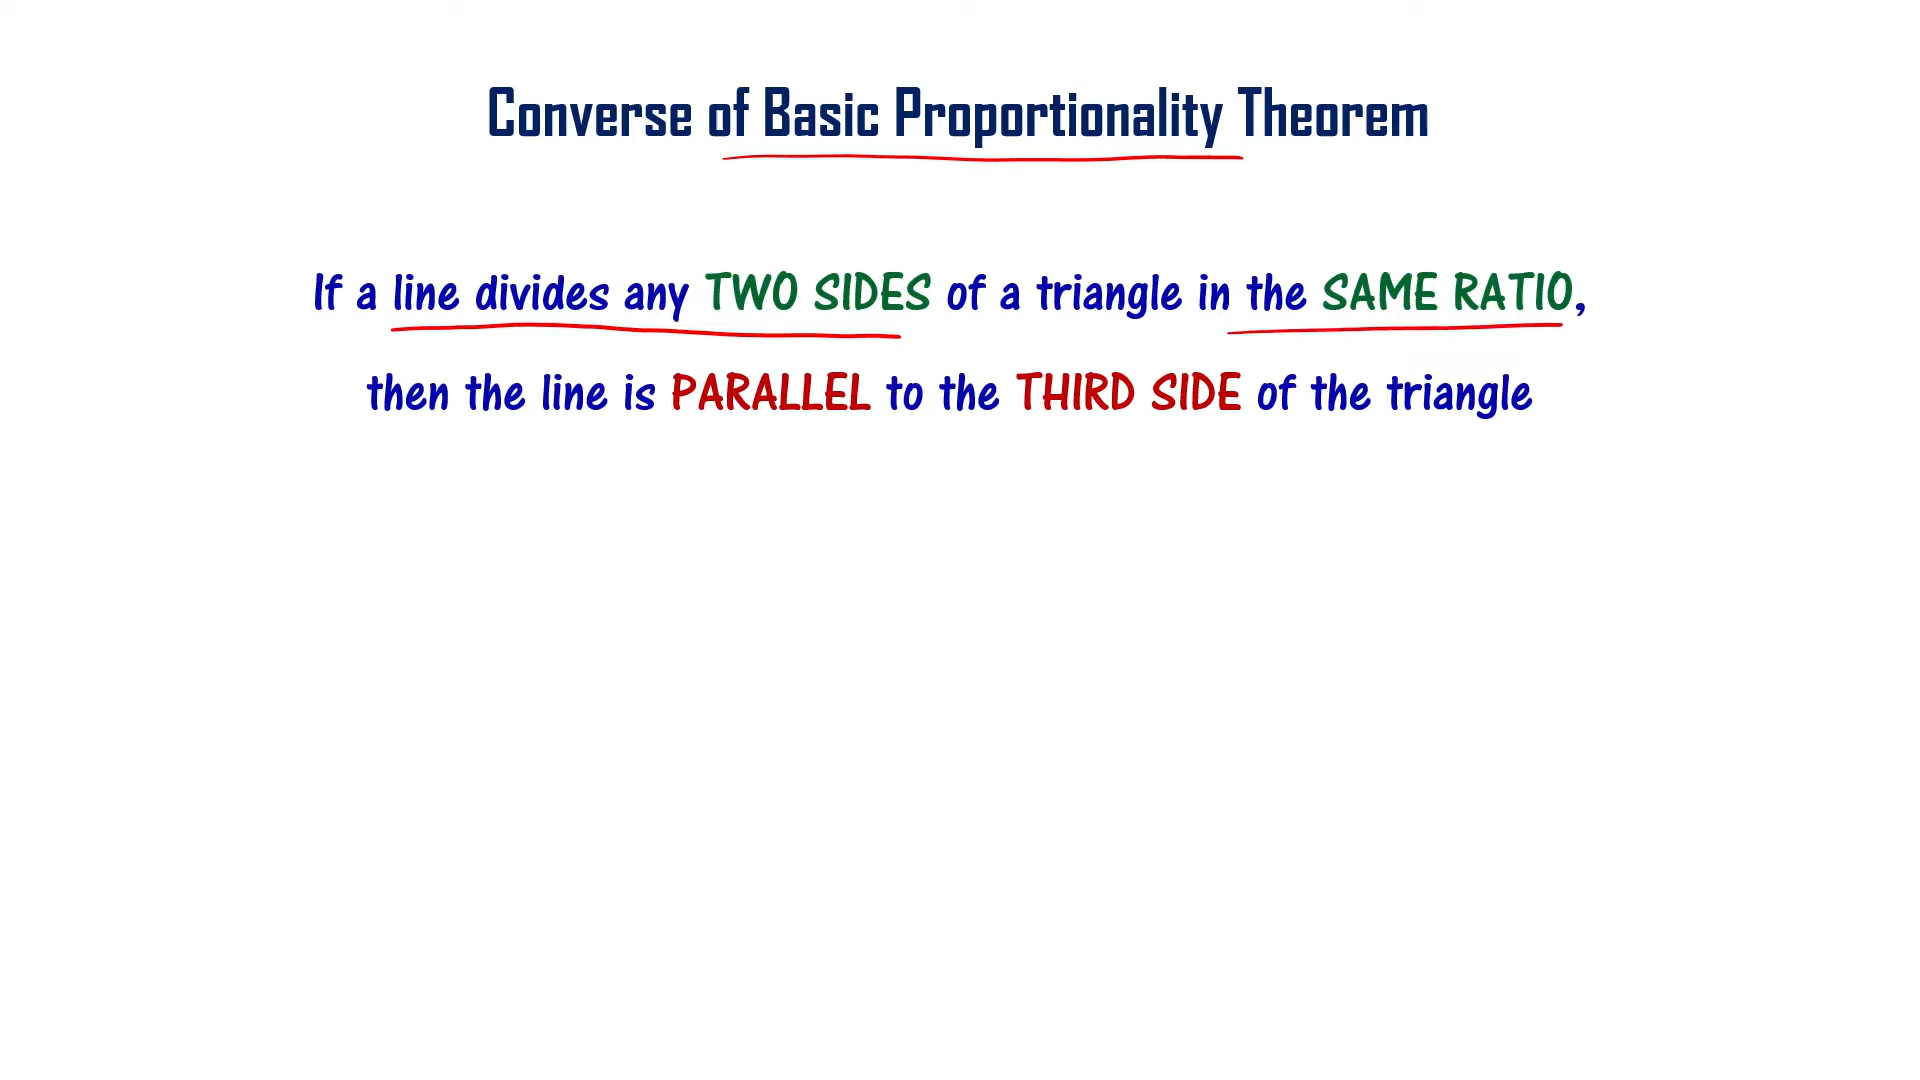 Converse of Basic Proportionality Theorem
If a line divides any TWO SIDES of a triangle in the SAME RATIO,
then the line is PARALLEL to the THIRD SIDE of the triangle